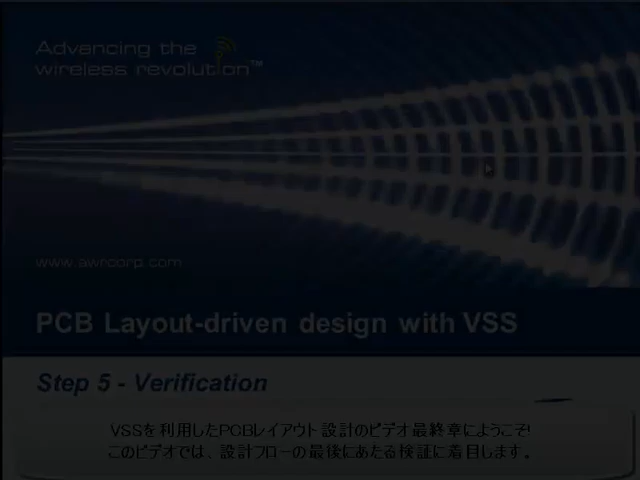 Advancing the
wireless revolution™
www.awrcorp.com
PCB Layout-driven design with VSS
Step 5 - Verification
VSSを利用したPCBレイアウト設計のビデオ最終章にようこそ!
このビデオでは、設計フローの最後にあたる検証に着目します。